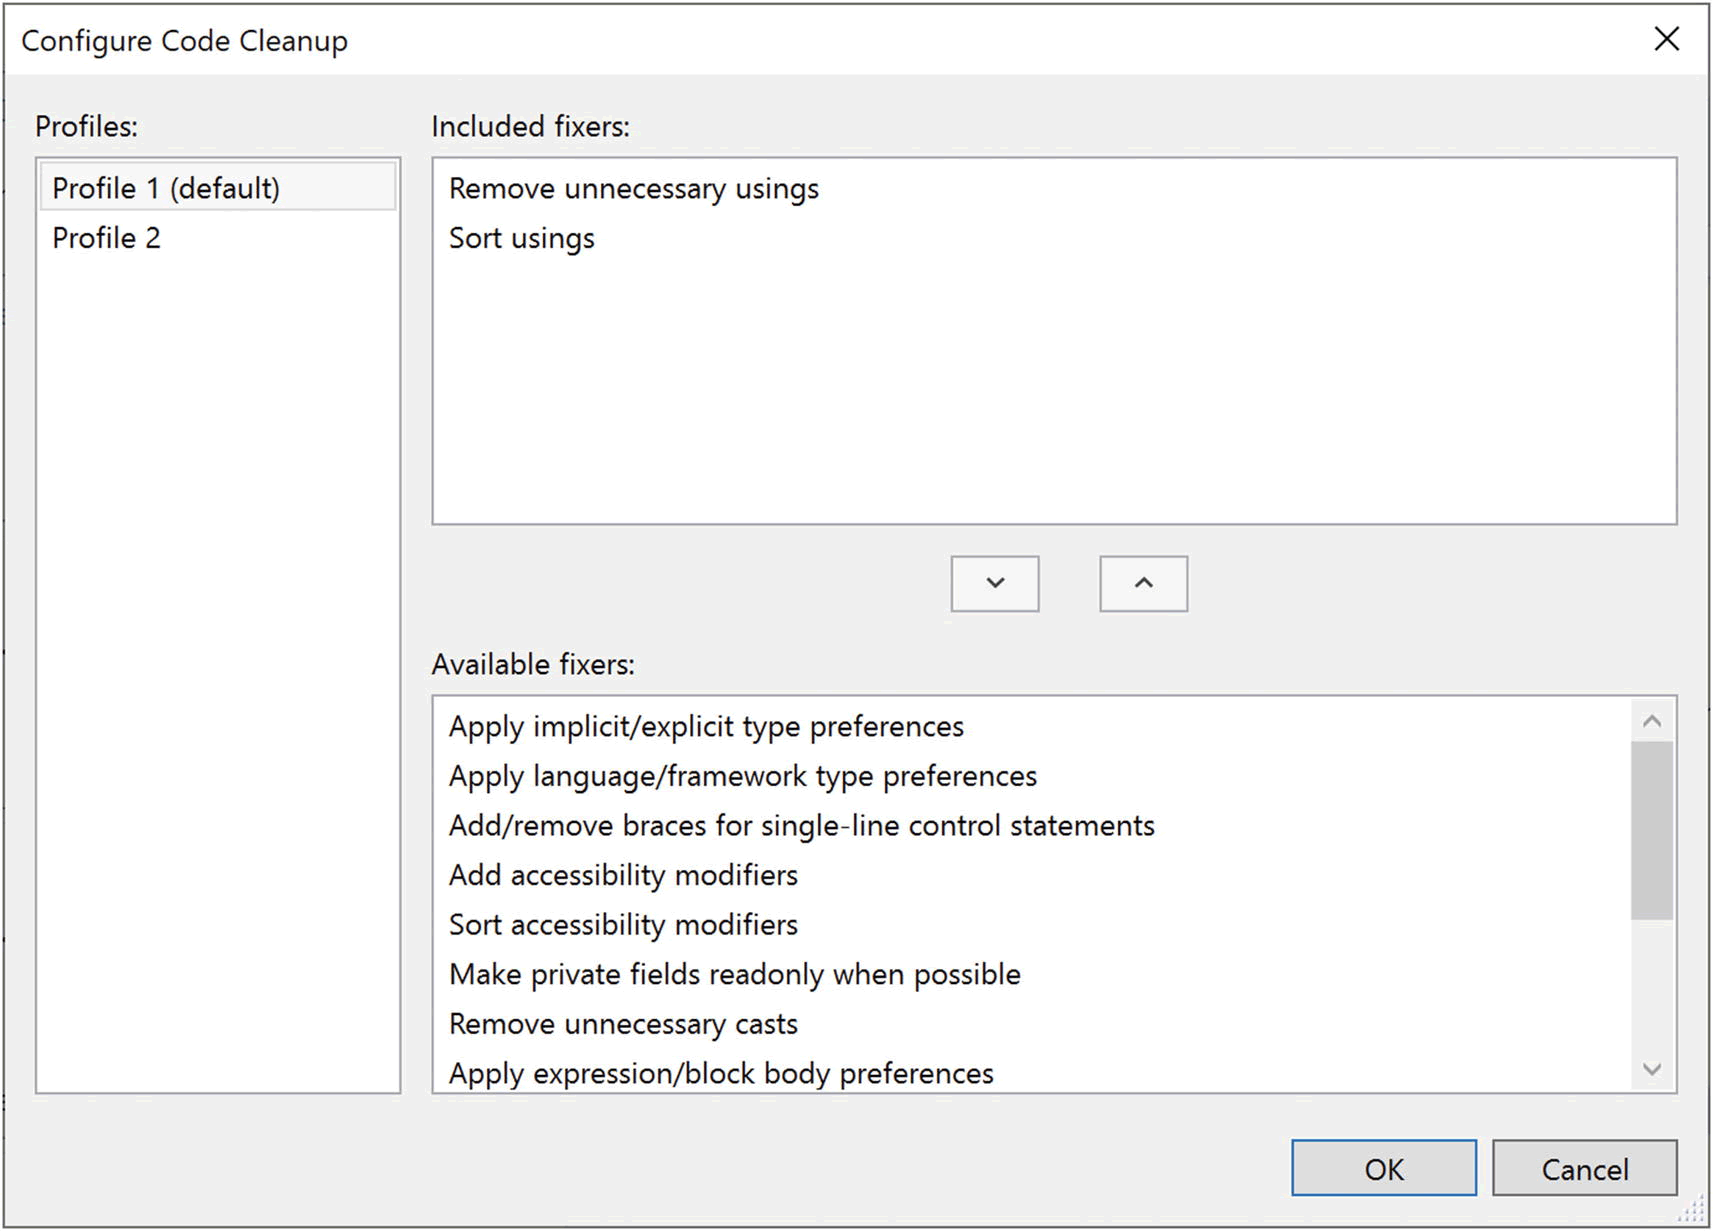 Configure Code Cleanup
Profiles:
Profile 1 (default)
Profile 2
Included fixers:
Remove unnecessary usings
Sort usings
Available fixers:
Apply implicit/explicit type preferences
Apply language/framework type preferences
Add/remove braces for single-line control statements
Add accessibility modifiers
Sort accessibility modifiers
Make private fields readonly when possible
Remove unnecessary casts
Apply expression/block body preferences
OK
Cancel